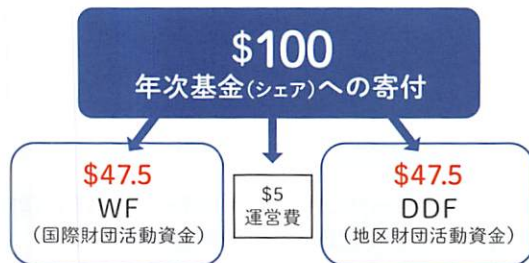 $100
年次基金(シェア)への寄付
$47.5
WF
(国際財団活動資金)
$5
運営費
$47.5
DDF
(地区財団活動資金)